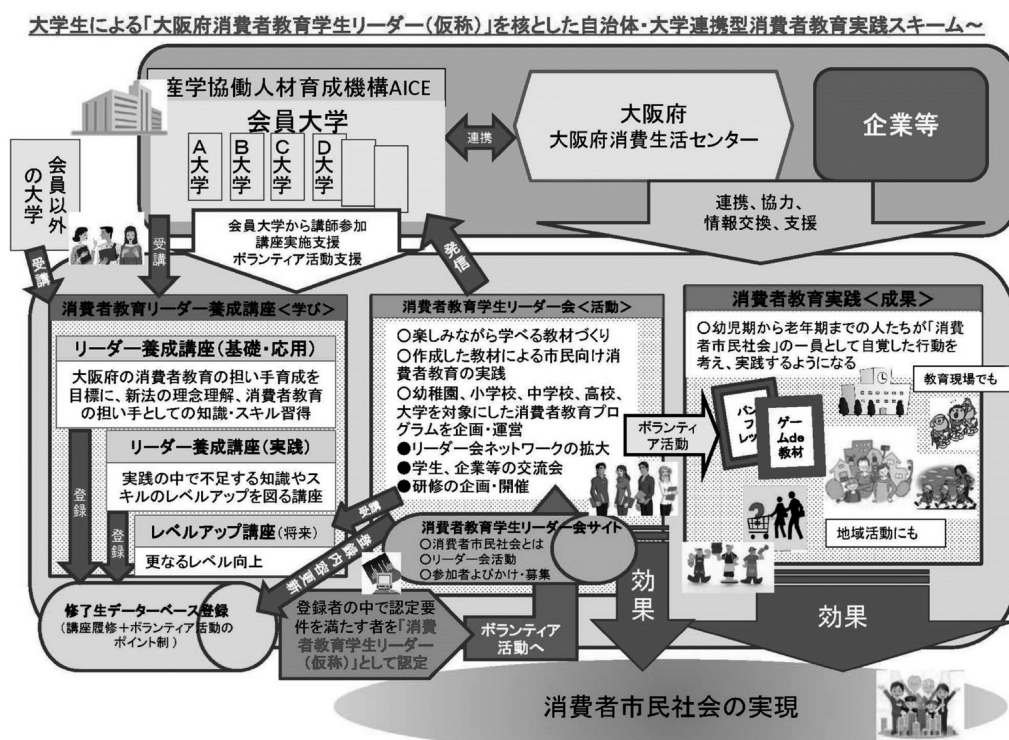 大学生による「大阪府消費者教育学生リーダー(仮称)」を核とした自治体・大学連携型消費者教育実践スキーム～
産学協働人材育成機構AICE
会員大学
A大学
B大学
C大学
D大学
連携
大阪府
大阪府消費生活センター
企業等
会員以外の大学
受講
受講
会員大学から講師参加
講座実施支援
ボランティア活動支援
発信
連携、協力、
情報交換、支援
消費者教育リーダー養成講座＜学び＞
リーダー養成講座(基礎・応用)
大阪府の消費者教育の担い手育成を
目標に、新法の理念理解、消費者教育
の担い手としての知識・スキル習得
リーダー養成講座(実践)
実践の中で不足する知識やス
キルのレベルアップを図る講座
レベルアップ講座(将来)
更なるレベル向上
登録
登録
消費者教育学生リーダー会＜活動＞
○楽しみながら学べる教材づくり
○作成した教材による市民向け消
費者教育の実践
○幼稚園、小学校、中学校、高校、
大学を対象にした消費者教育プロ
グラムを企画・運営
●リーダー会ネットワークの拡大
●学生、企業等の交流会
●研修の企画・開催
受講
消費者教育学生リーダー会サイト
○消費者市民社会とは
○リーダー会活動
○参加者よびかけ・募集
登録内容更新
ボランティ
ア活動
消費者教育実践＜成果＞
○幼児期から老年期までの人たちが「消費
者市民社会」の一員として自覚した行動を
考え、実践するようになる
教育現場でも
パンフレット
ゲー
ムde
教材
地域活動にも
修了生データーベース登録
(講座履修＋ボランティア活動の
ポイント制)
登録者の中で認定要
件を満たす者を「消費
者教育学生リーダー
(仮称)」として認定
ボランティア
活動へ
効果
効果
消費者市民社会の実現